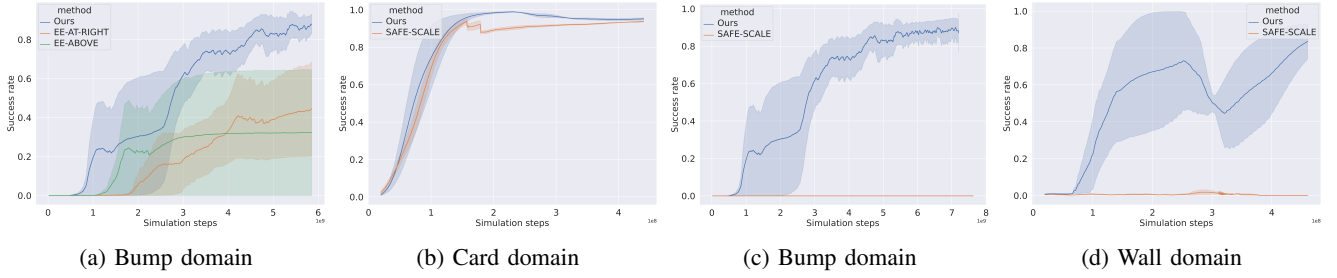 method
Ours
EE-AT-RIGHT
EE-ABOVE
Success rate
0.8
0.6
0.4
0.2
0.0
0 1 2 3 4 5 6
1e9
Simulation steps
(a) Bump domain
method
Ours
SAFE-SCALE
Success rate
1.0
0.8
0.6
0.4
0.2
0.0
0 1 2 3 4
1e8
Simulation steps
(b) Card domain
method
Ours
SAFE-SCALE
Success rate
1.0
0.8
0.6
0.4
0.2
0.0
0 1 2 3 4 5 6 7 8
1e9
Simulation steps
(c) Bump domain
method
Ours
SAFE-SCALE
Success rate
1.0
0.8
0.6
0.4
0.2
0.0
0 1 2 3 4
1e8
Simulation steps
(d) Wall domain